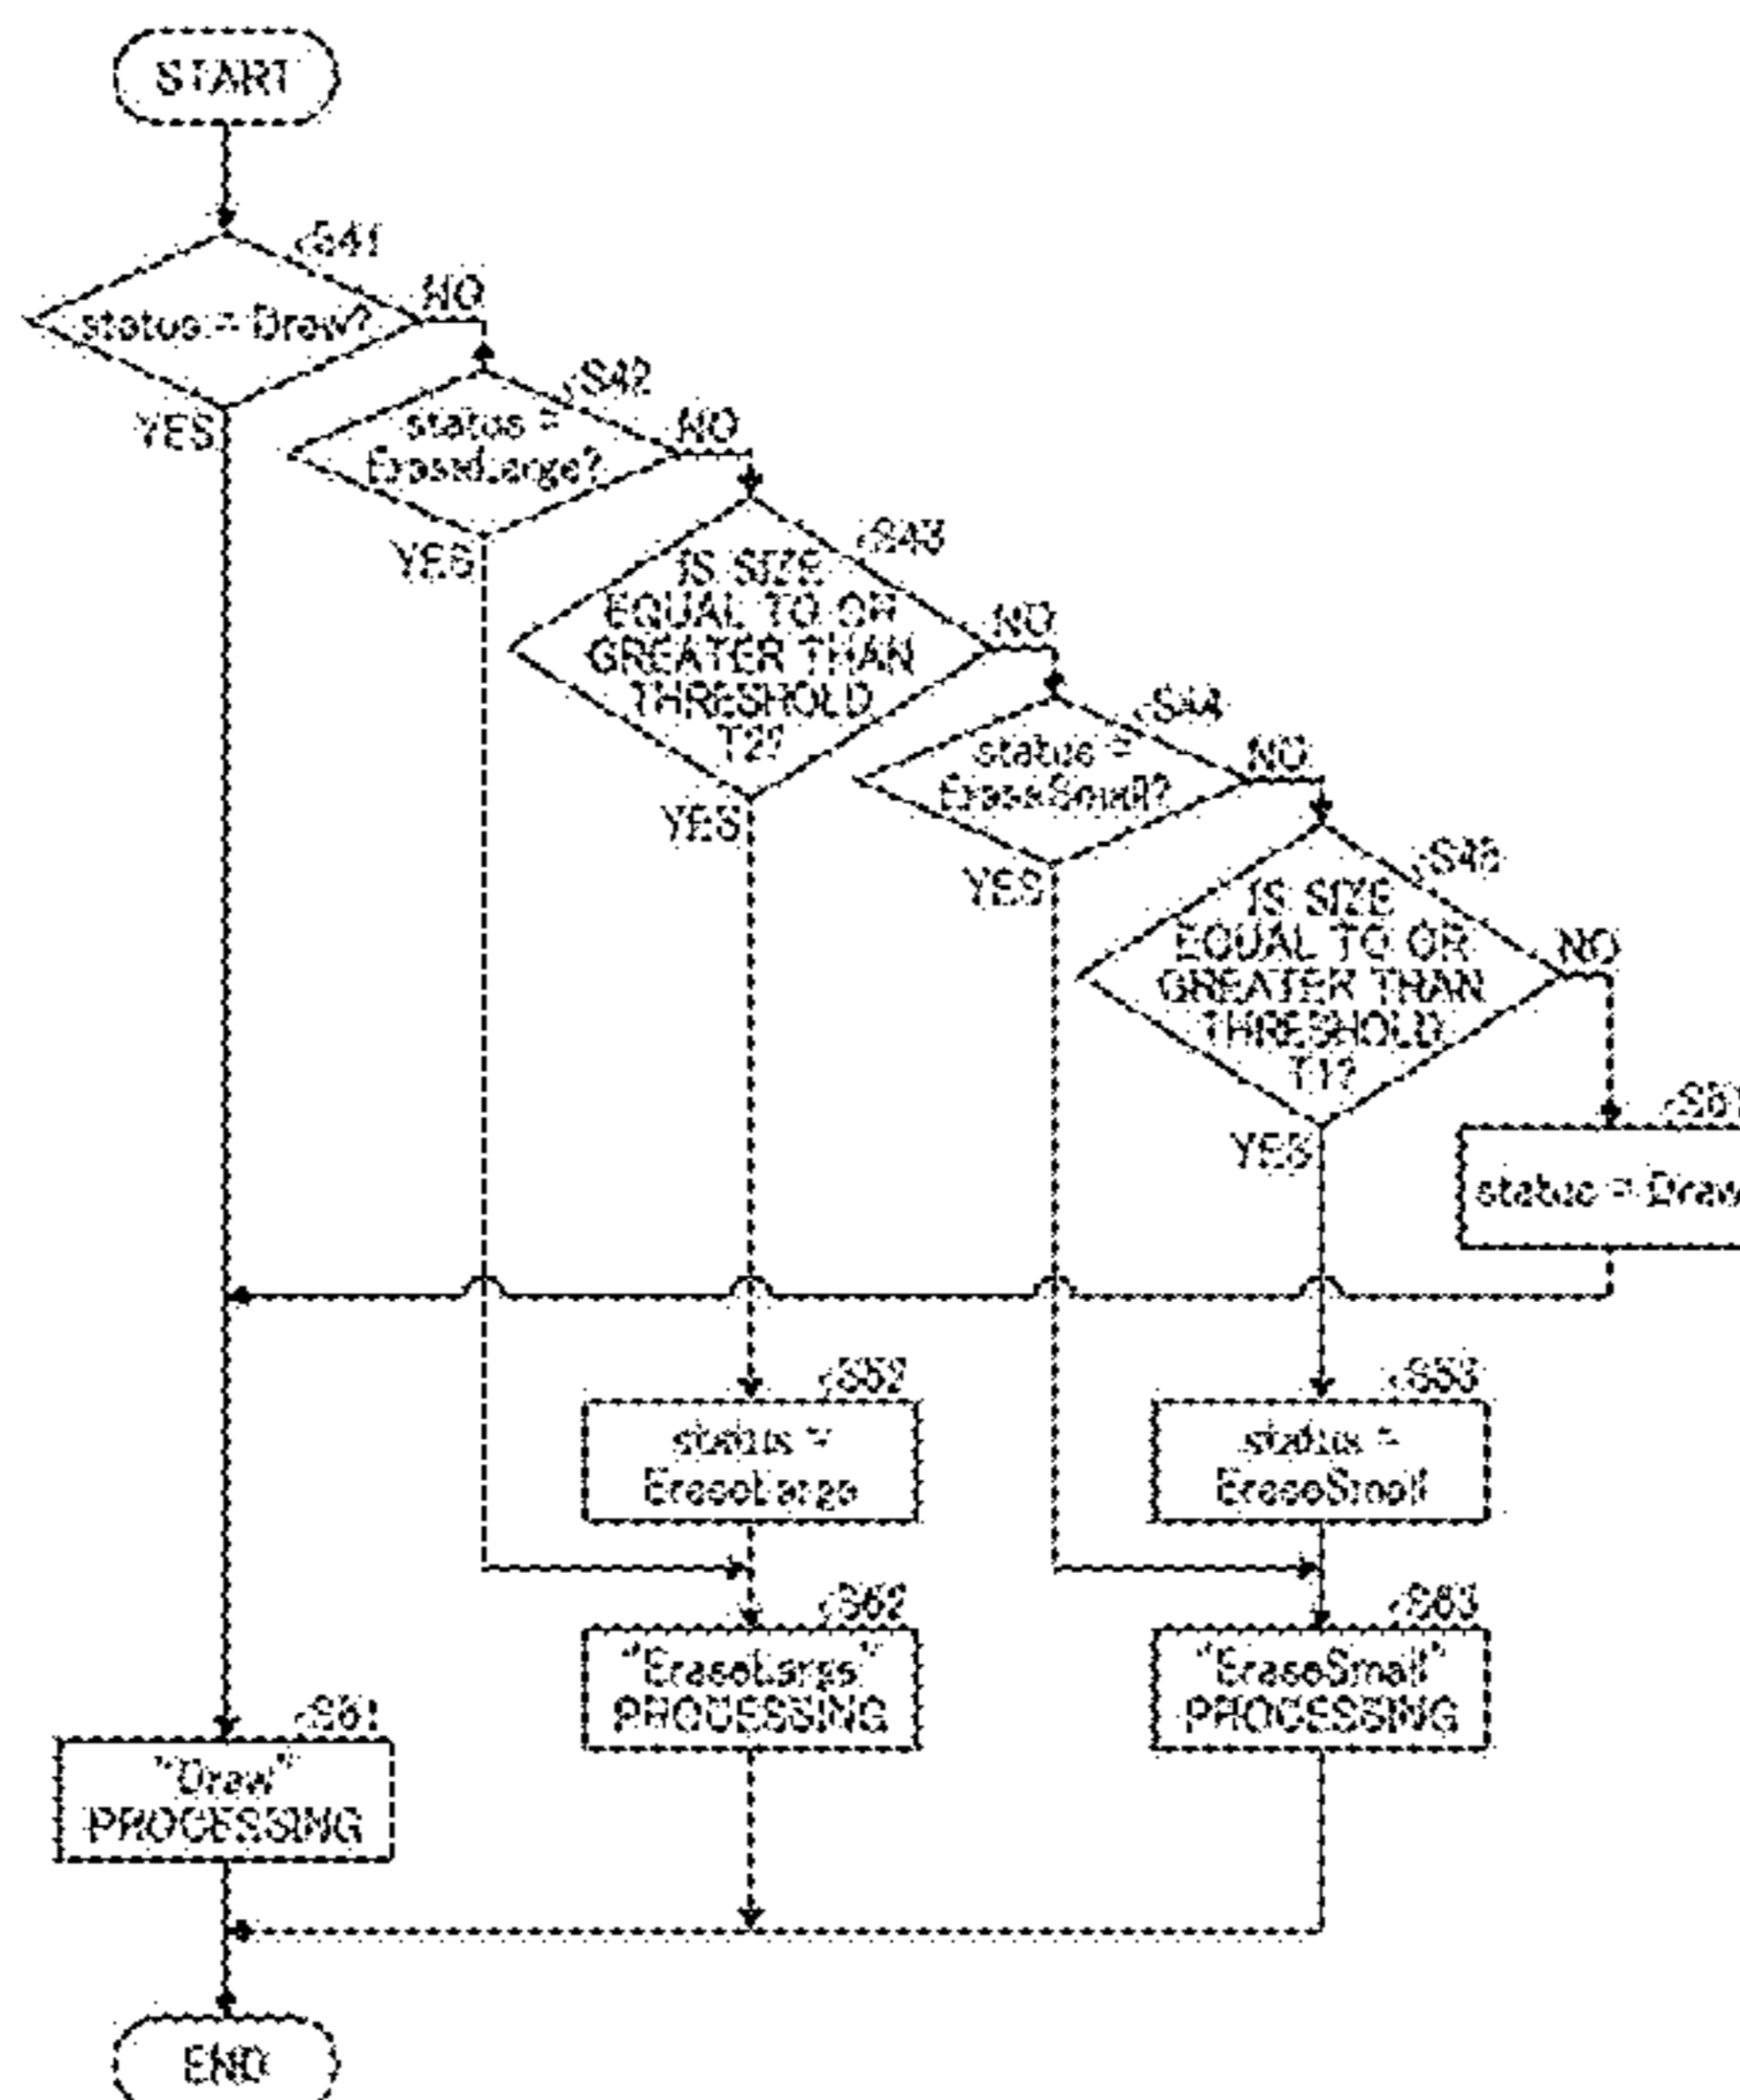 START
S41
status = Draw?
NO
YES
S42
status =
EraseLarge?
NO
YES
S43
IS SIZE
EQUAL TO OR
GREATER THAN
THRESHOLD
T2?
NO
YES
S44
status =
EraseSmall?
NO
YES
S45
IS SIZE
EQUAL TO OR
GREATER THAN
THRESHOLD
T1?
NO
YES
status = Draw
S52
status =
EraseLarge
S53
status =
EraseSmall
S62
"EraseLarge"
PROCESSING
S63
"EraseSmall"
PROCESSING
S61
"Draw"
PROCESSING
END